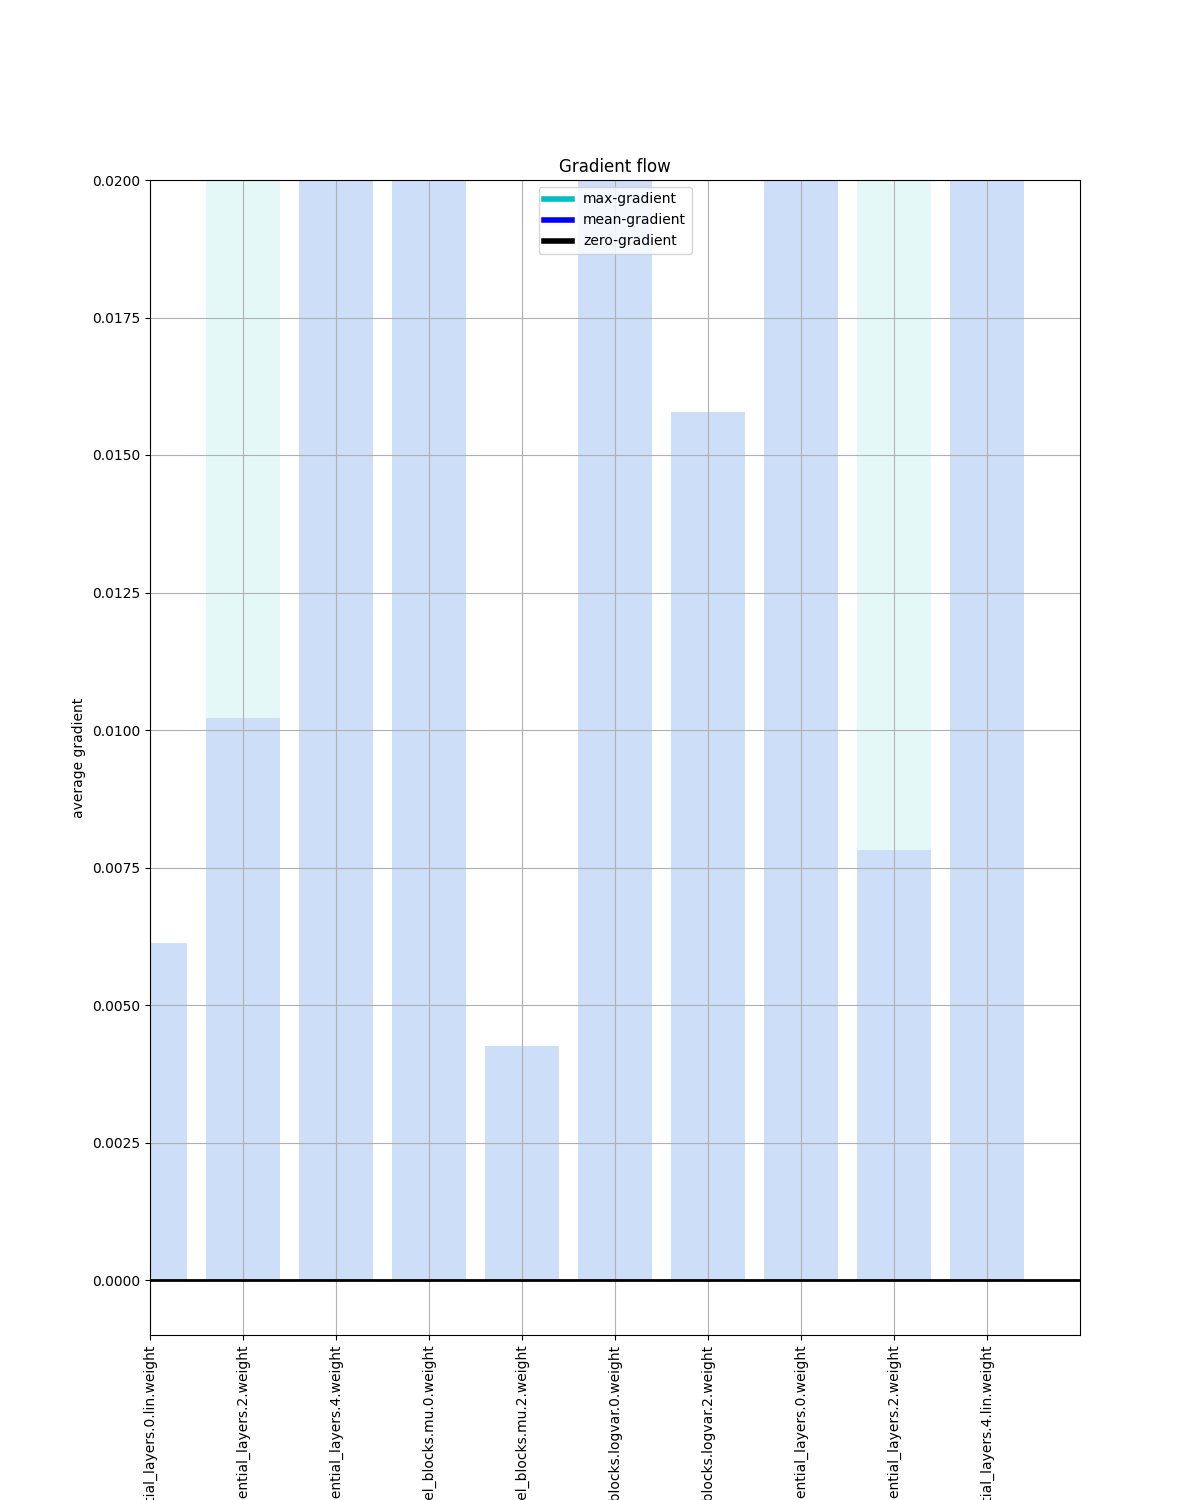 Gradient flow
max-gradient
mean-gradient
zero-gradient
0.0200
0.0175
0.0150
0.0125
0.0100
0.0075
0.0050
0.0025
0.0000
average gradient
tial_layers.0.lin.weight
ential_layers.2.weight
ential_layers.4.weight
el_blocks.mu.0.weight
el_blocks.mu.2.weight
blocks.logvar.0.weight
blocks.logvar.2.weight
ential_layers.0.weight
ential_layers.2.weight
tial_layers.4.lin.weight